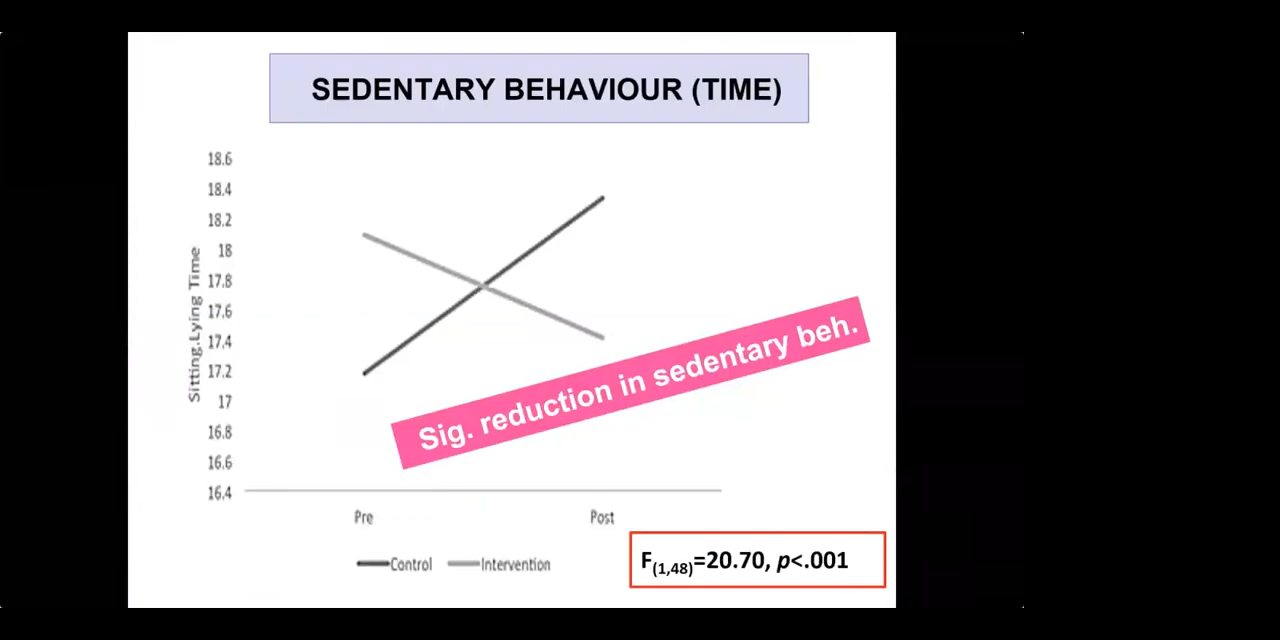 SEDENTARY BEHAVIOUR (TIME)
18.6
18.4
18.2
18
17.8
17.6
17.4
17.2
17
16.8
16.6
16.4
Sitting.Lying Time
Sig. reduction in sedentary beh.
Pre
Post
Control
Intervention
F(1,48)=20.70, p<.001